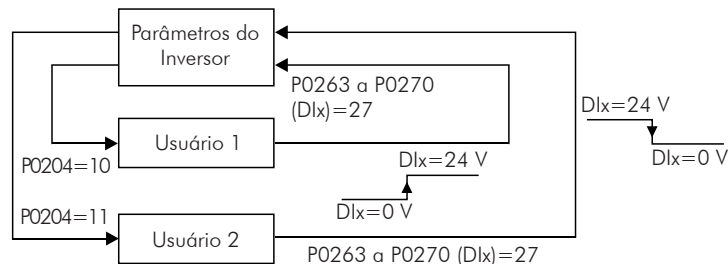 Parâmetros do
Inversor
P0263 a P0270
(DIx)=27
DIx=24 V
DIx=0 V
Usuário 1
P0204=10
DIx=24 V
DIx=0 V
P0204=11
Usuário 2
P0263 a P0270 (DIx)=27